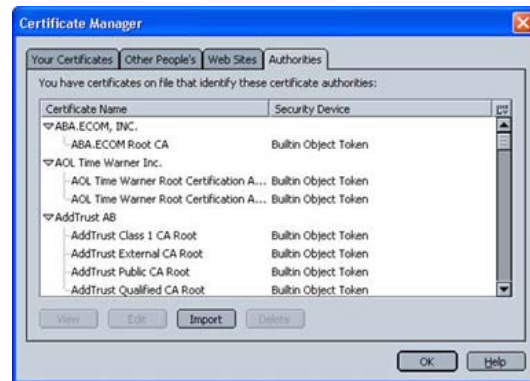 Certificate Manager
Your Certificates Other People's Web Sites Authorities
You have certificates on file that identify these certificate authorities:
Certificate Name Security Device
ABA.ECOM, INC.
ABA.ECOM Root CA Builtin Object Token
AOL Time Warner Inc.
AOL Time Warner Root Certification A... Builtin Object Token
AOL Time Warner Root Certification A... Builtin Object Token
AddTrust AB
AddTrust Class 1 CA Root Builtin Object Token
AddTrust External CA Root Builtin Object Token
AddTrust Public CA Root Builtin Object Token
AddTrust Qualified CA Root Builtin Object Token
View Edit Import Delete
OK Help